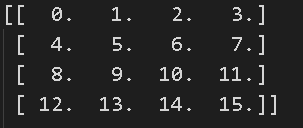 [[  0.   1.   2.   3.]
 [  4.   5.   6.   7.]
 [  8.   9.  10.  11.]
 [ 12.  13.  14.  15.]]